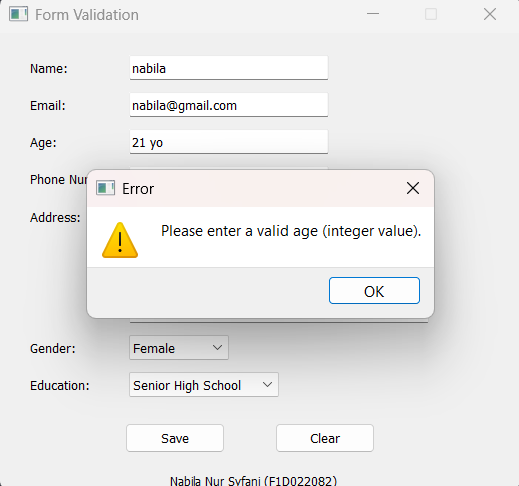 Form Validation
Name:
nabila
Email:
nabila@gmail.com
Age:
21 yo
Phone Nu
Address:
Error
Please enter a valid age (integer value).
OK
Gender:
Female
Education:
Senior High School
Save
Clear
Nabila Nur Syfani (F1D022082)